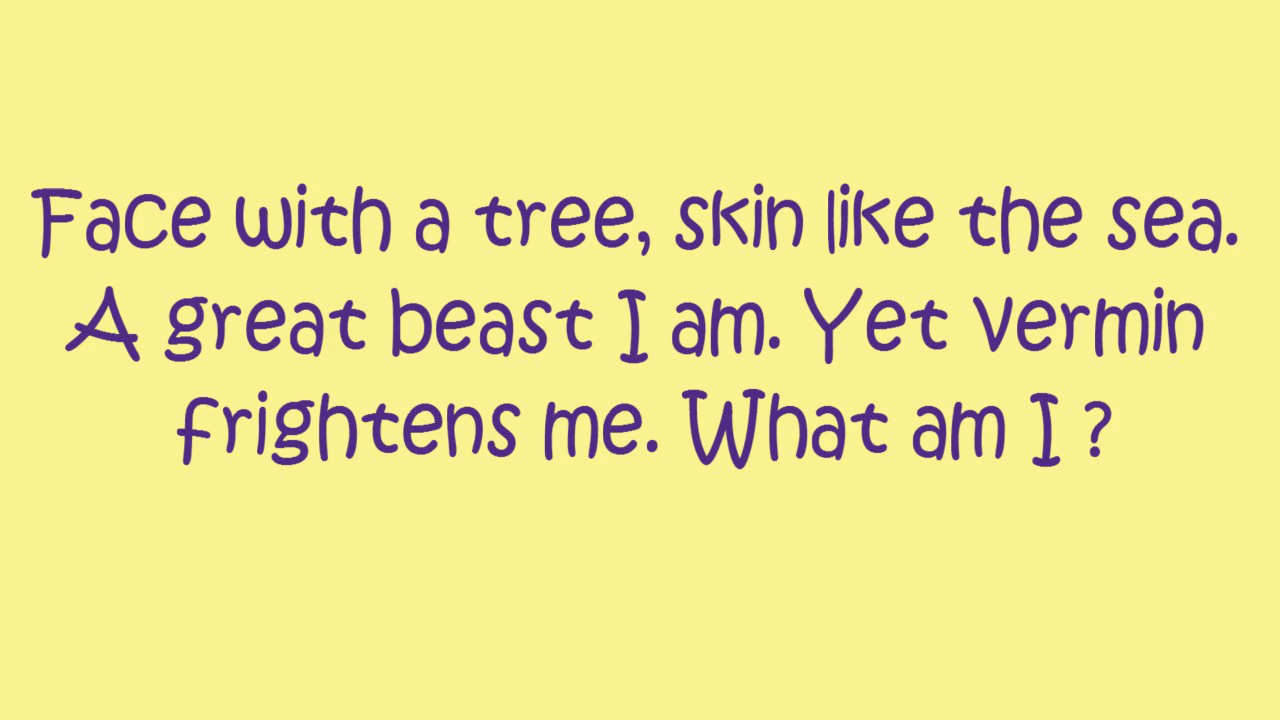 Face with a tree, skin like the sea.
A great beast I am. Yet vermin
frightens me. What am I ?